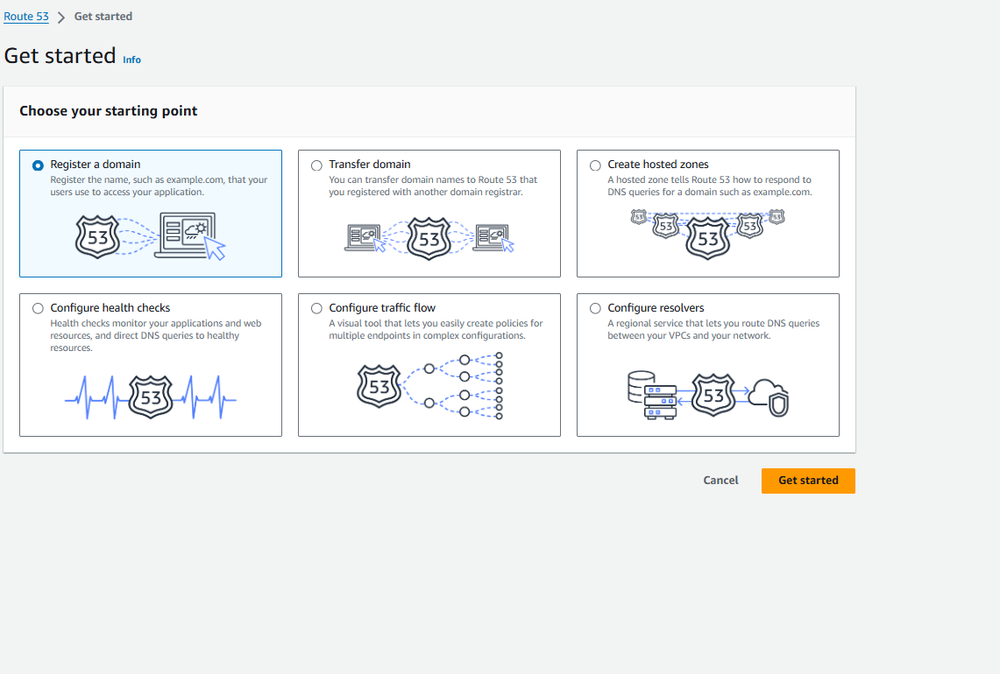 Route 53 > Get started
Get started Info
Choose your starting point
Register a domain
Register the name, such as example.com, that your
users use to access your application.
53
Transfer domain
You can transfer domain names to Route 53 that
you registered with another domain registrar.
53
Create hosted zones
A hosted zone tells Route 53 how to respond to
DNS queries for a domain such as example.com.
53 53 53 53 53
Configure health checks
Health checks monitor your applications and web
resources, and direct DNS queries to healthy
resources.
53
Configure traffic flow
A visual tool that lets you easily create policies for
multiple endpoints in complex configurations.
53
Configure resolvers
A regional service that lets you route DNS queries
between your VPCs and your network.
53
Cancel Get started